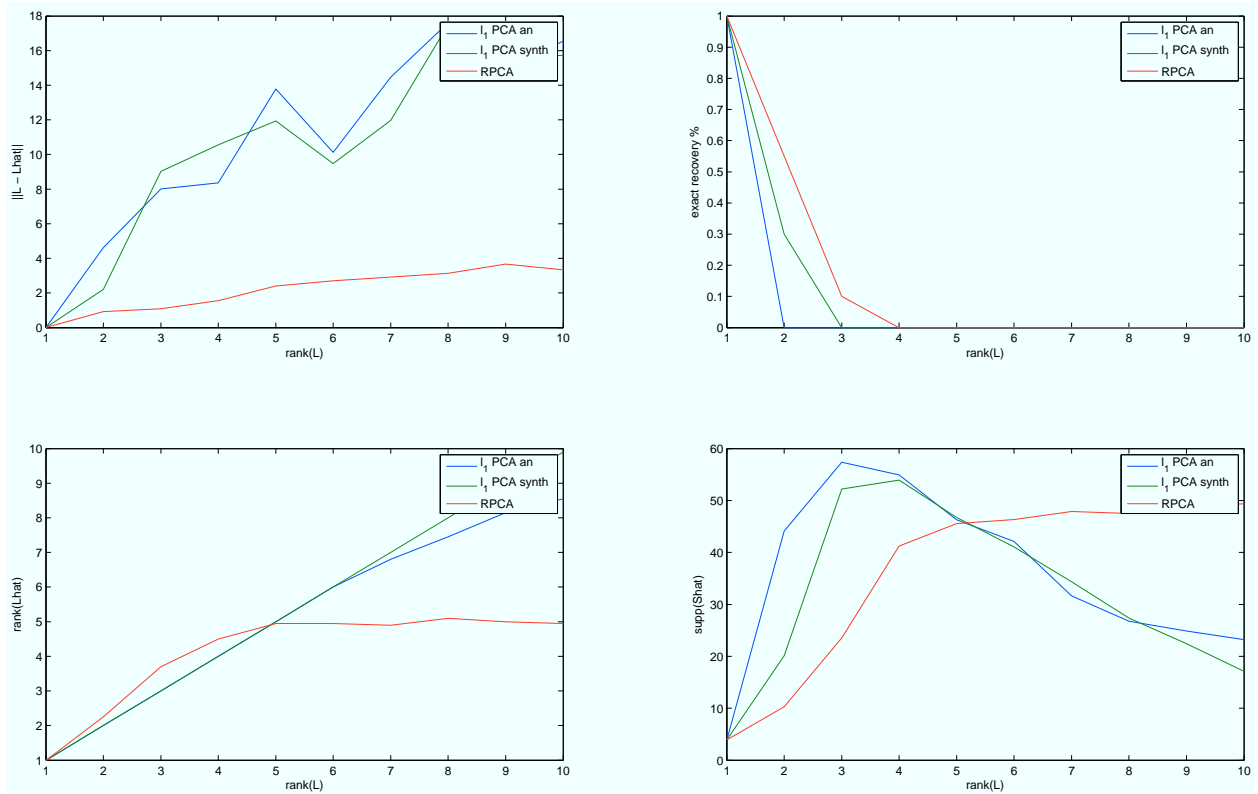 18
16
14
12
10
8
6
4
2
0
||L − Lhat||
l1 PCA an
l1 PCA synth
RPCA
1 2 3 4 5 6 7 8 9 10
rank(L)
1
0.9
0.8
0.7
0.6
0.5
0.4
0.3
0.2
0.1
0
exact recovery %
l1 PCA an
l1 PCA synth
RPCA
1 2 3 4 5 6 7 8 9 10
rank(L)
10
9
8
7
6
5
4
3
2
1
rank(Lhat)
l1 PCA an
l1 PCA synth
RPCA
1 2 3 4 5 6 7 8 9 10
rank(L)
60
50
40
30
20
10
0
supp(Shat)
l1 PCA an
l1 PCA synth
RPCA
1 2 3 4 5 6 7 8 9 10
rank(L)